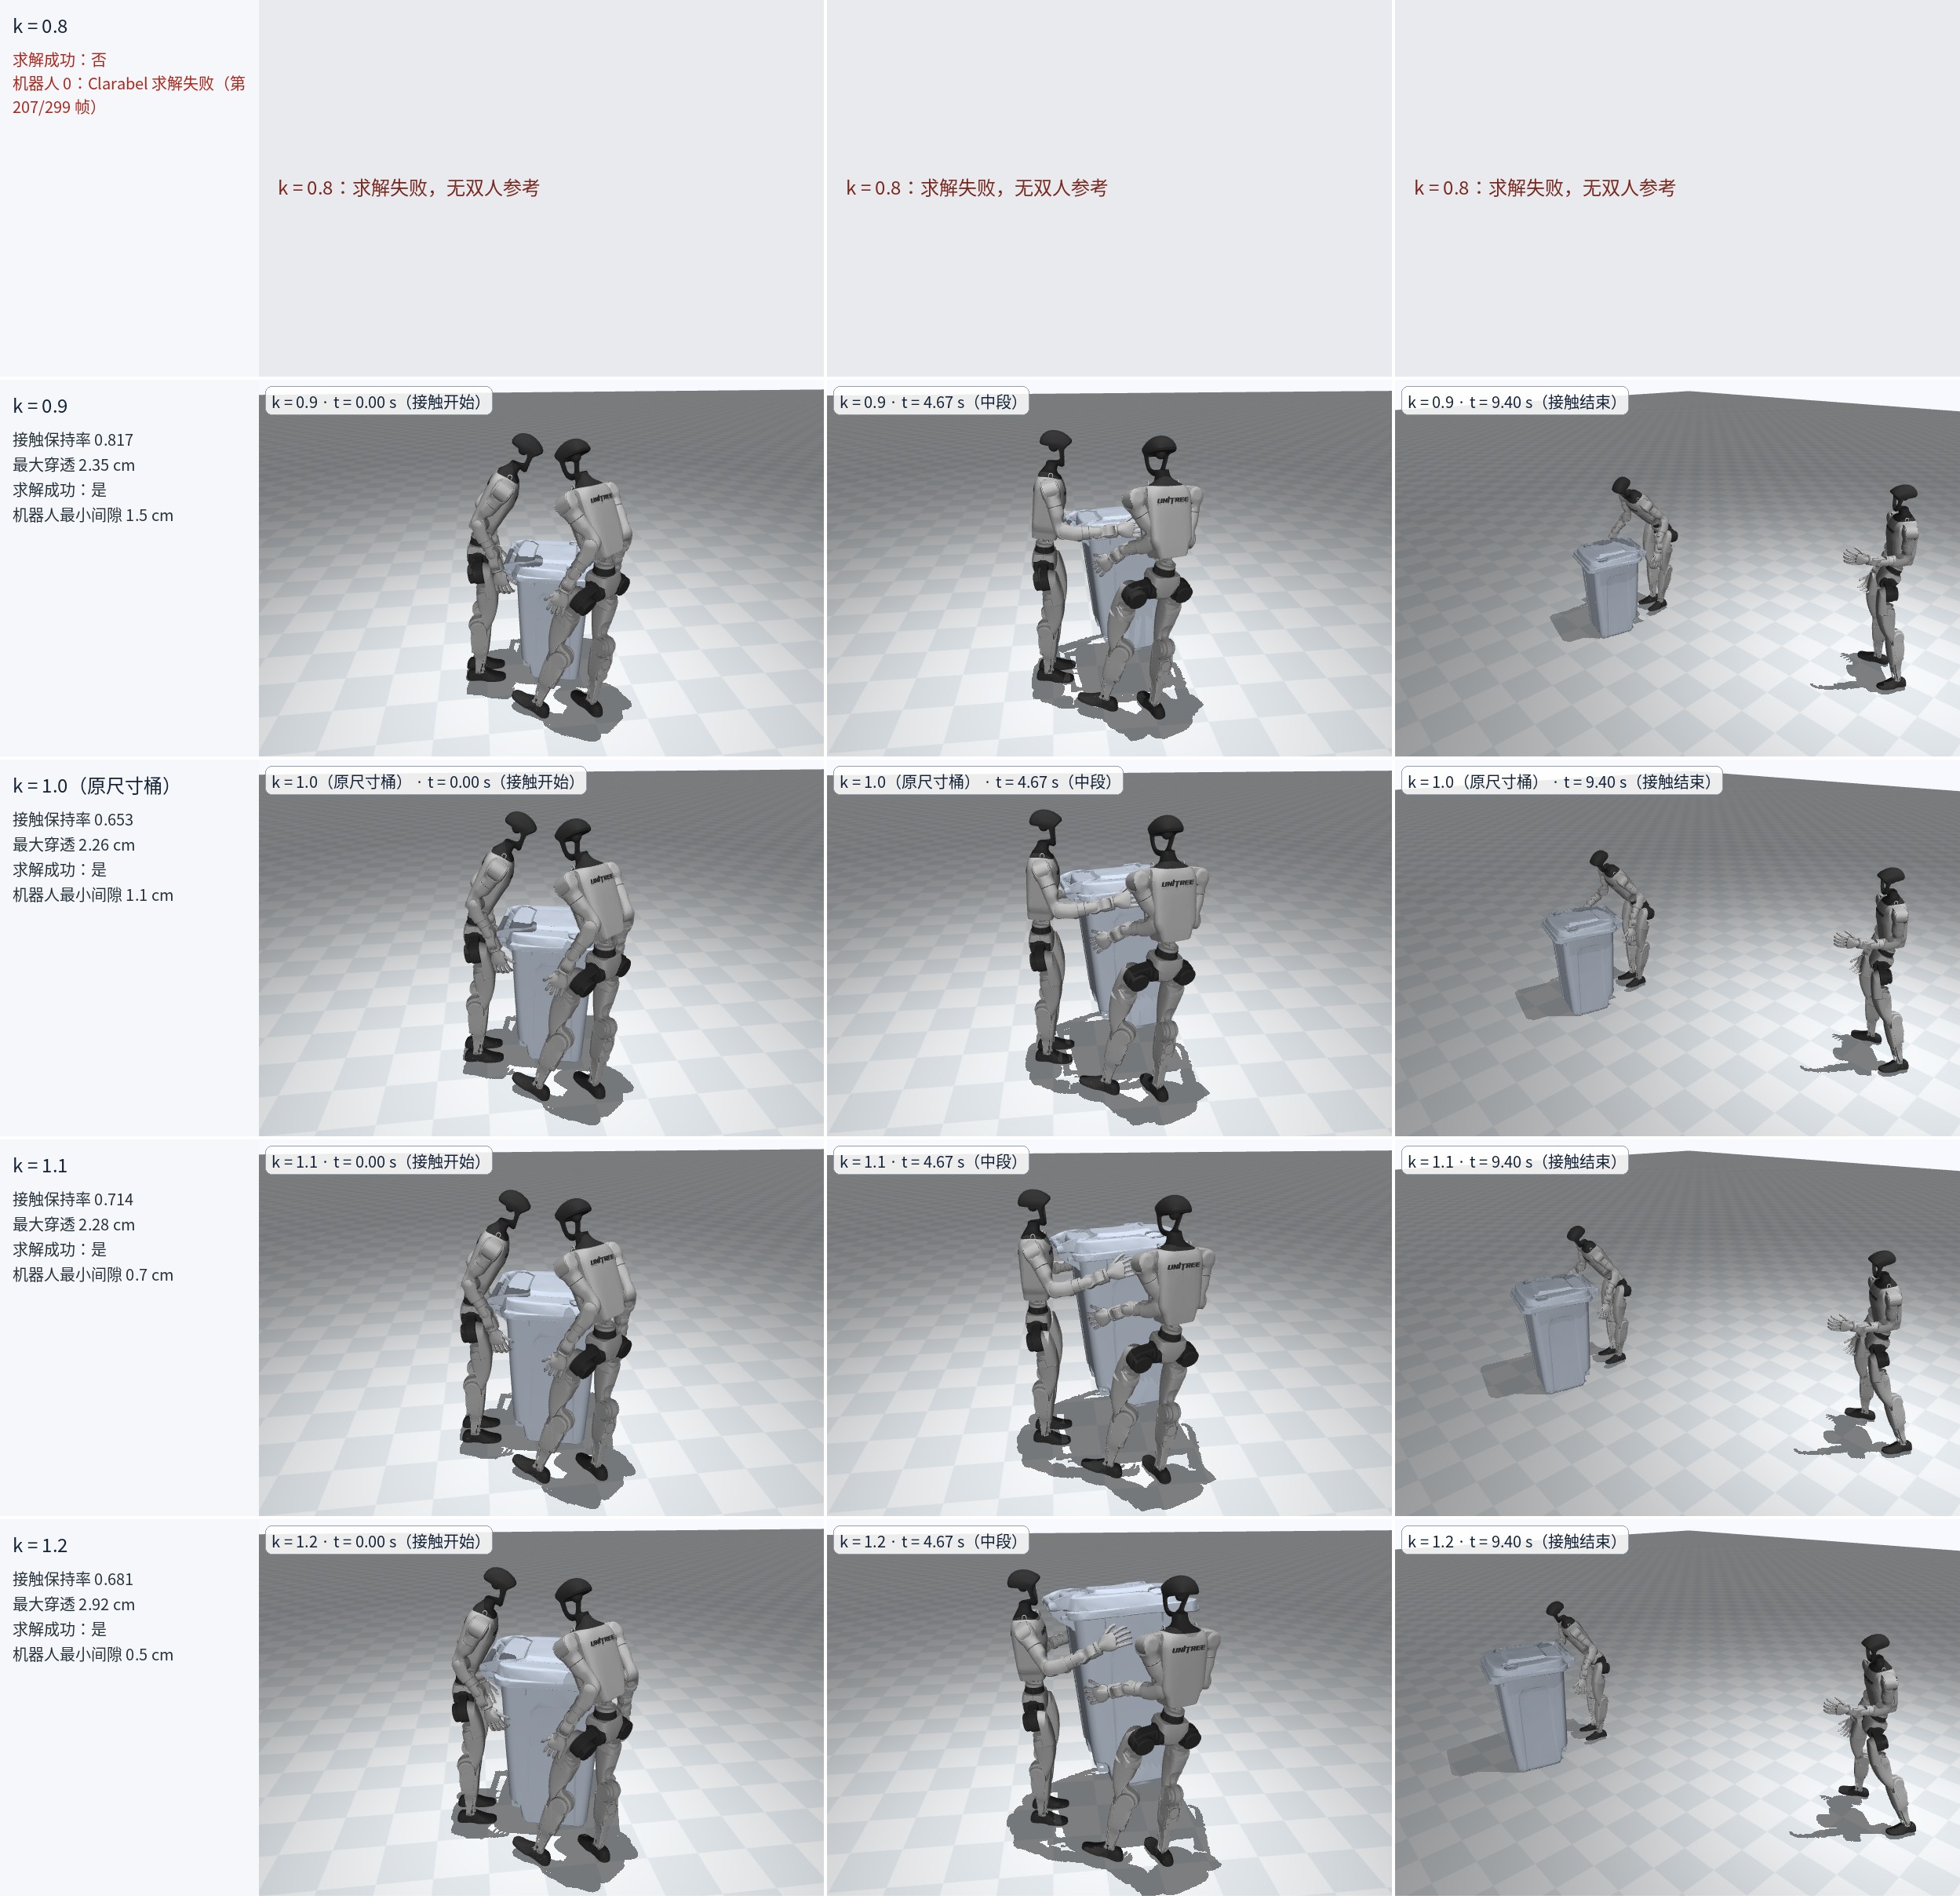 k = 0.8
求解成功：否
机器人 0：Clarabel 求解失败（第
207/299 帧）
k = 0.8：求解失败，无双人参考
k = 0.8：求解失败，无双人参考
k = 0.8：求解失败，无双人参考
k = 0.9
接触保持率 0.817
最大穿透 2.35 cm
求解成功：是
机器人最小间隙 1.5 cm
k = 0.9 · t = 0.00 s（接触开始）
UNITREE
k = 0.9 · t = 4.67 s（中段）
UNITREE
k = 0.9 · t = 9.40 s（接触结束）
k = 1.0（原尺寸桶）
接触保持率 0.653
最大穿透 2.26 cm
求解成功：是
机器人最小间隙 1.1 cm
k = 1.0（原尺寸桶） · t = 0.00 s（接触开始）
UNITREE
k = 1.0（原尺寸桶） · t = 4.67 s（中段）
UNITREE
k = 1.0（原尺寸桶） · t = 9.40 s（接触结束）
k = 1.1
接触保持率 0.714
最大穿透 2.28 cm
求解成功：是
机器人最小间隙 0.7 cm
k = 1.1 · t = 0.00 s（接触开始）
UNITREE
k = 1.1 · t = 4.67 s（中段）
UNITREE
k = 1.1 · t = 9.40 s（接触结束）
k = 1.2
接触保持率 0.681
最大穿透 2.92 cm
求解成功：是
机器人最小间隙 0.5 cm
k = 1.2 · t = 0.00 s（接触开始）
UNITREE
k = 1.2 · t = 4.67 s（中段）
UNITREE
k = 1.2 · t = 9.40 s（接触结束）